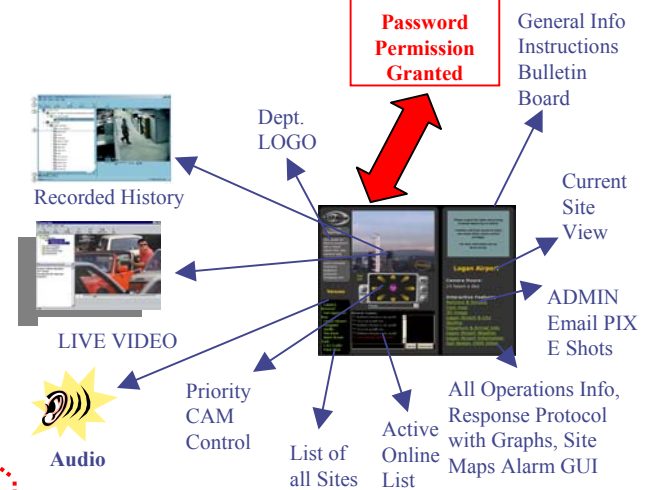 Password
Permission
Granted
General Info
Instructions
Bulletin
Board
Dept.
LOGO
Recorded History
Current
Site
View
Logan Airport
LIVE VIDEO
ADMIN
Email PIX
E Shots
Audio
Priority
CAM
Control
List of
all Sites
Active
Online
List
All Operations Info,
Response Protocol
with Graphs, Site
Maps Alarm GUI